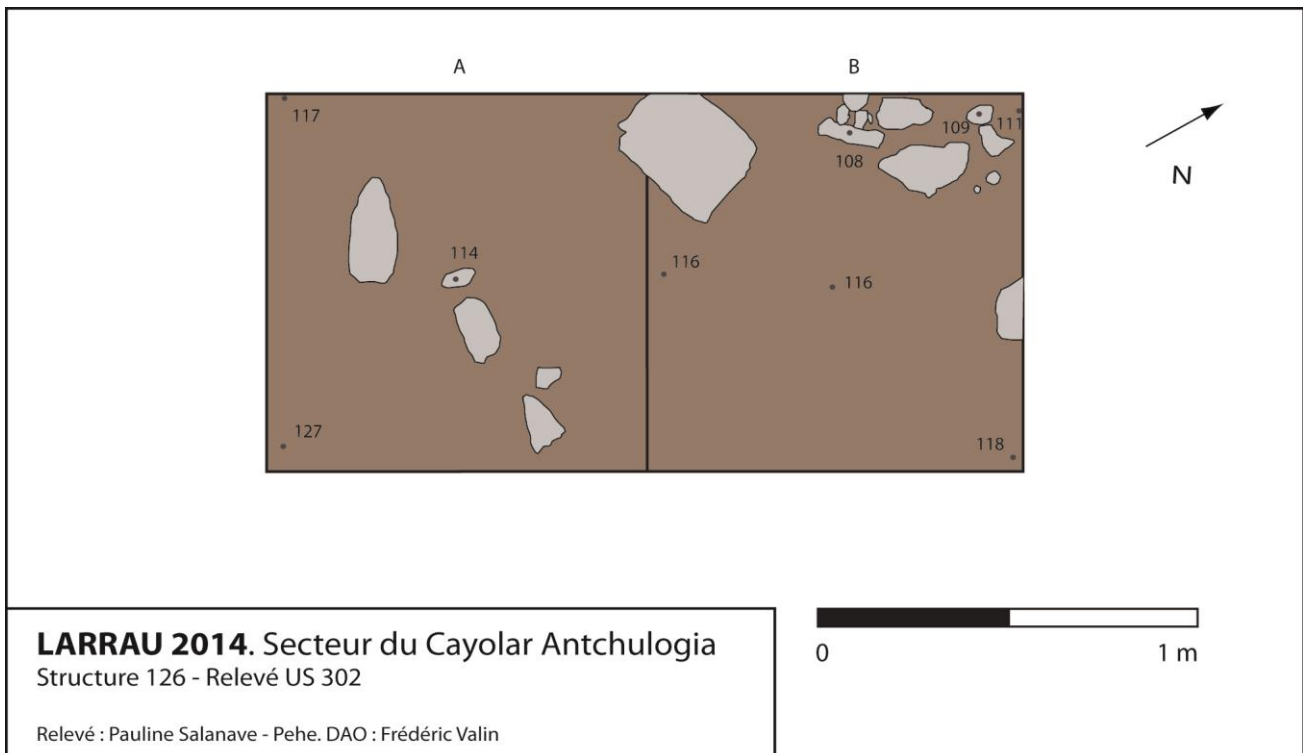 A B
117
109 111
108
N
114
116
116
127
118
0 1 m
LARRAU 2014. Secteur du Cayolar Antchulogia
Structure 126 - Relevé US 302
Relevé : Pauline Salanave - Pehe. DAO : Frédéric Valin